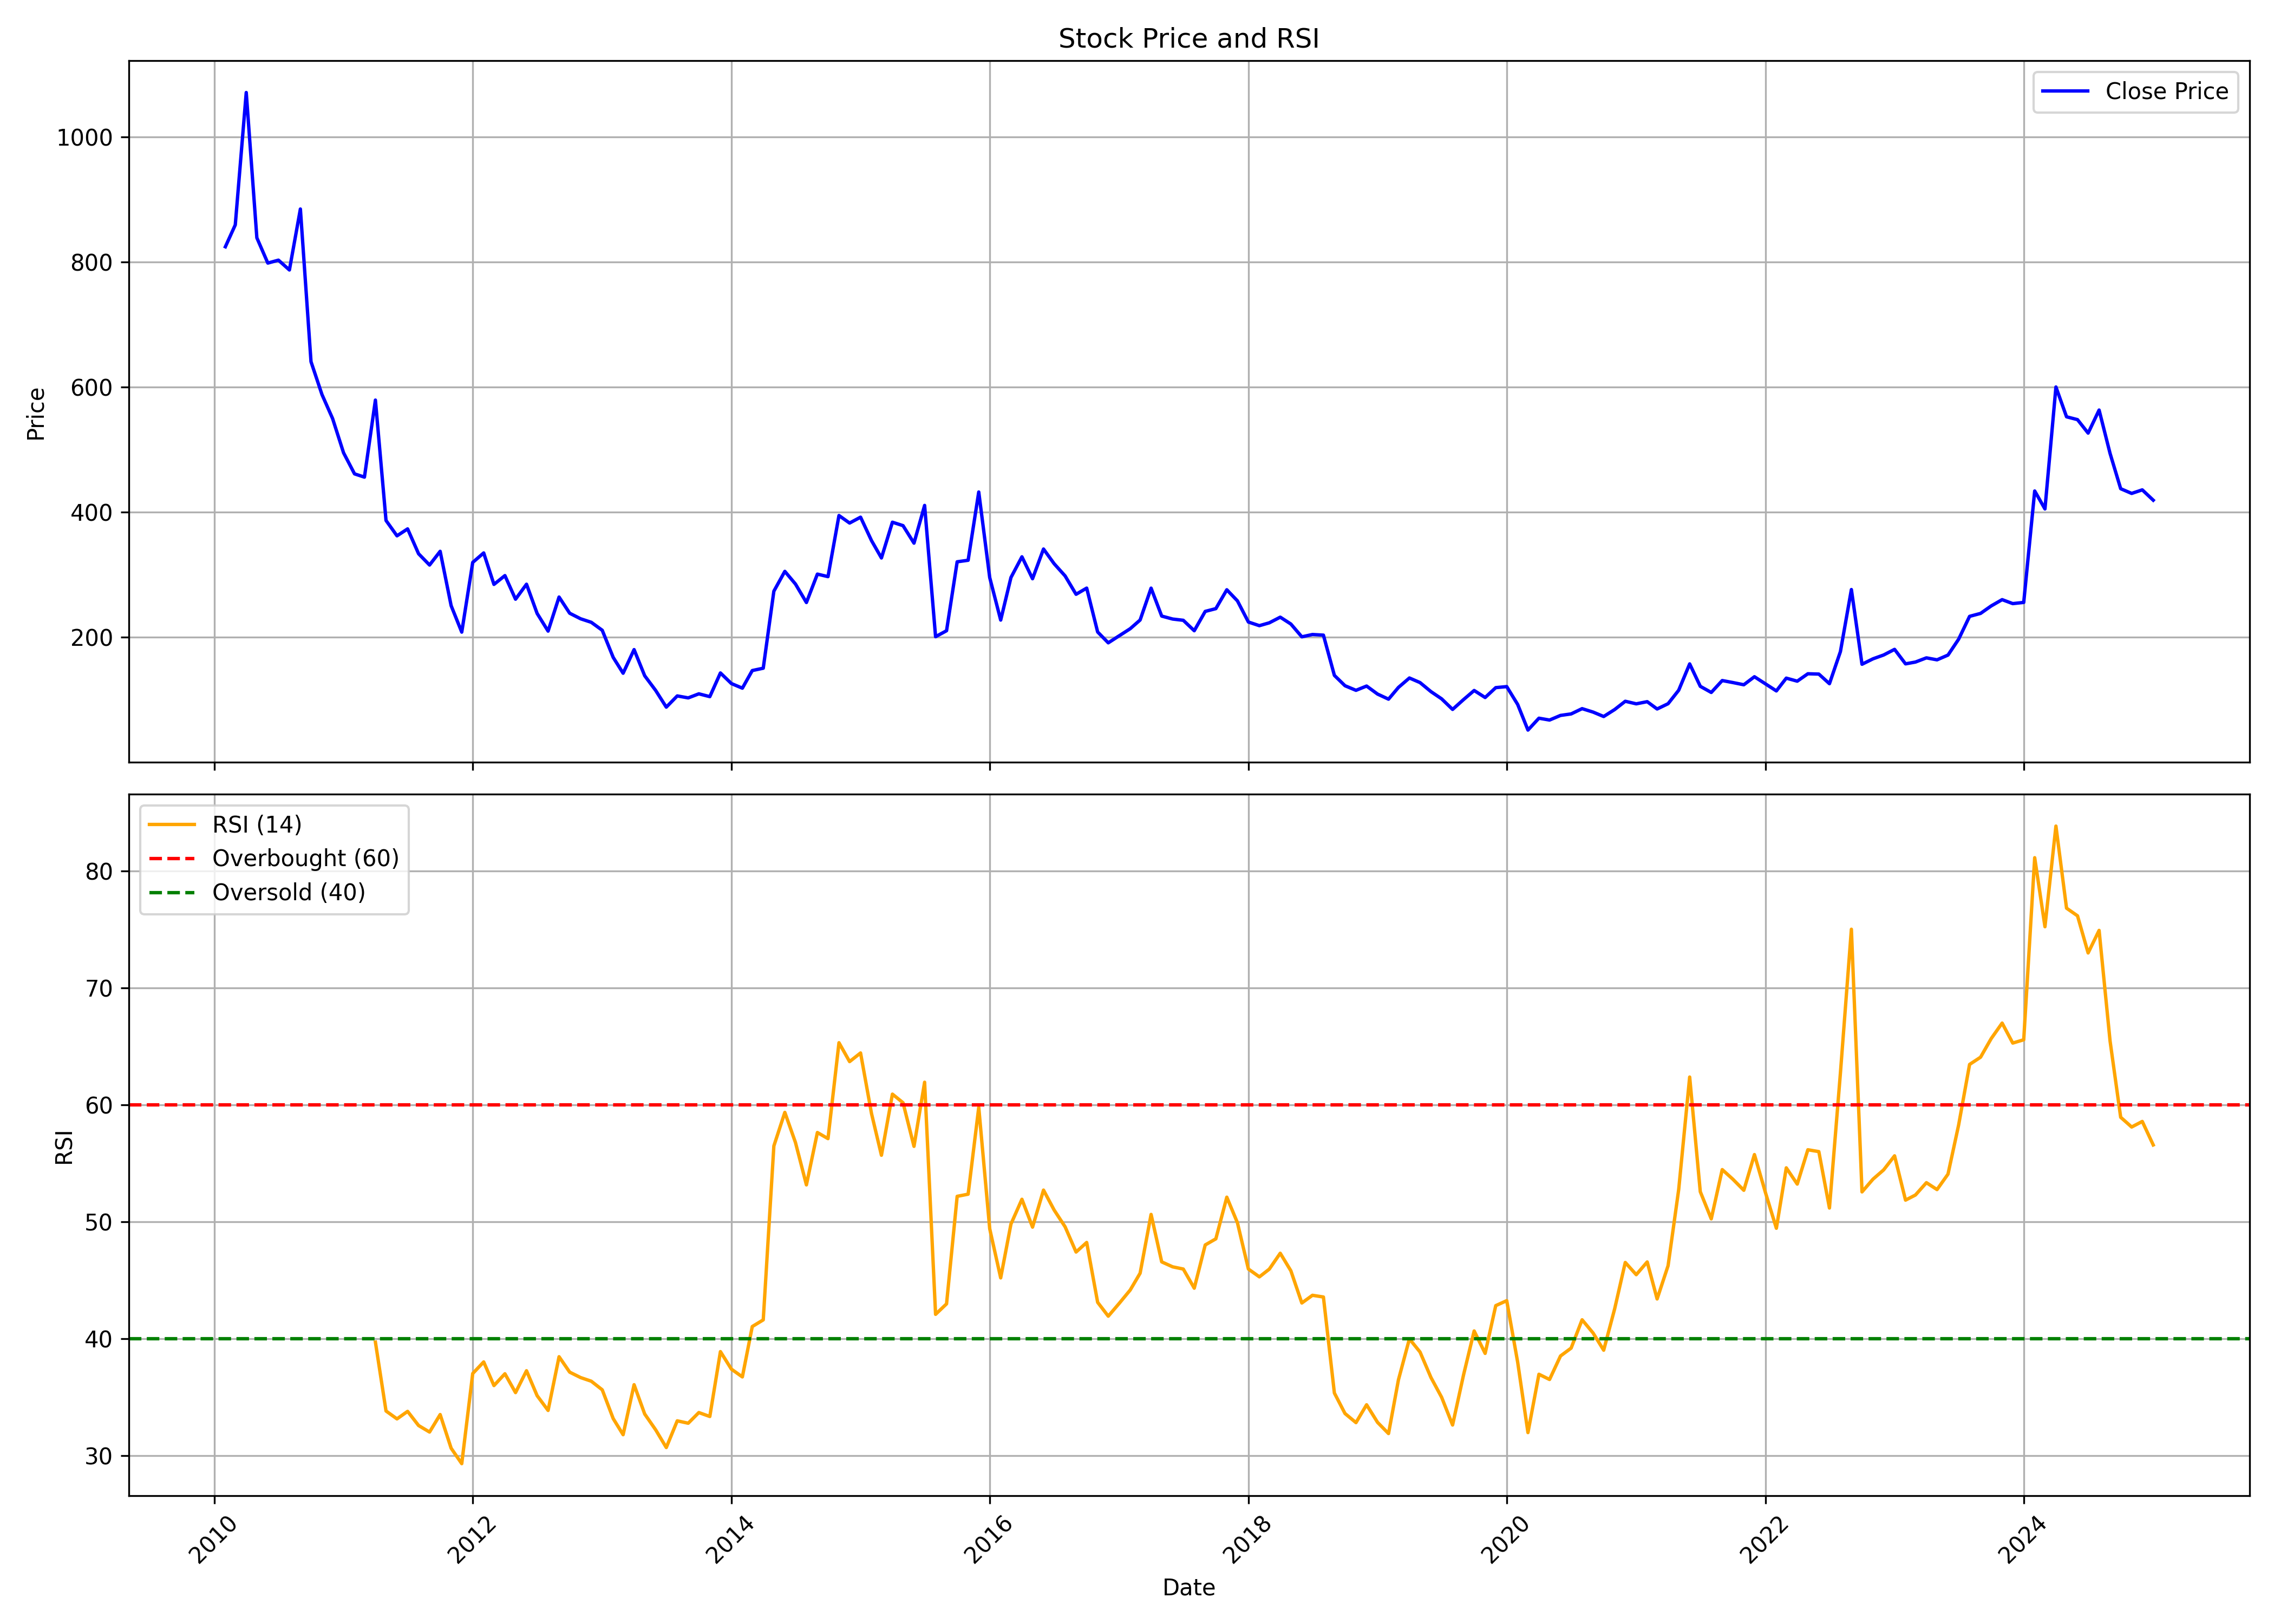 Stock Price and RSI
Close Price
1000
800
600
400
200
Price
RSI (14)
Overbought (60)
Oversold (40)
80
70
60
50
40
30
RSI
2010
2012
2014
2016
2018
2020
2022
2024
Date